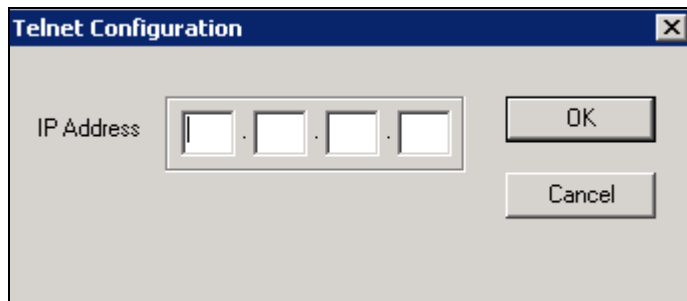 Telnet Configuration
IP Address . . .
OK
Cancel